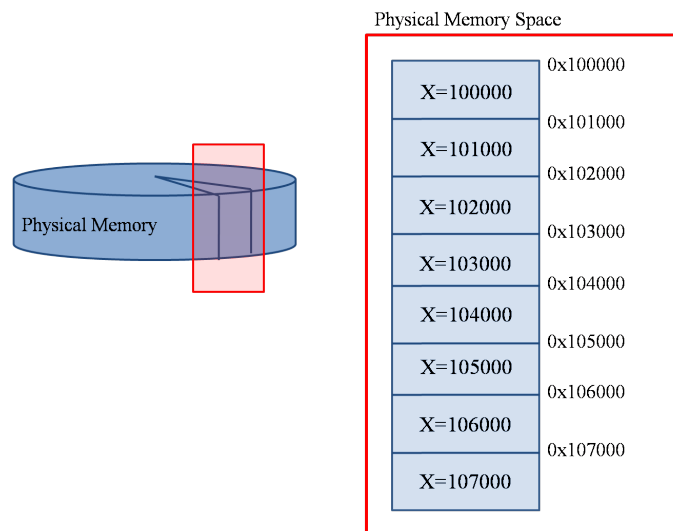 Physical Memory Space
0x100000
X=100000
0x101000
X=101000
0x102000
X=102000
Physical Memory
0x103000
X=103000
0x104000
X=104000
0x105000
X=105000
0x106000
X=106000
0x107000
X=107000